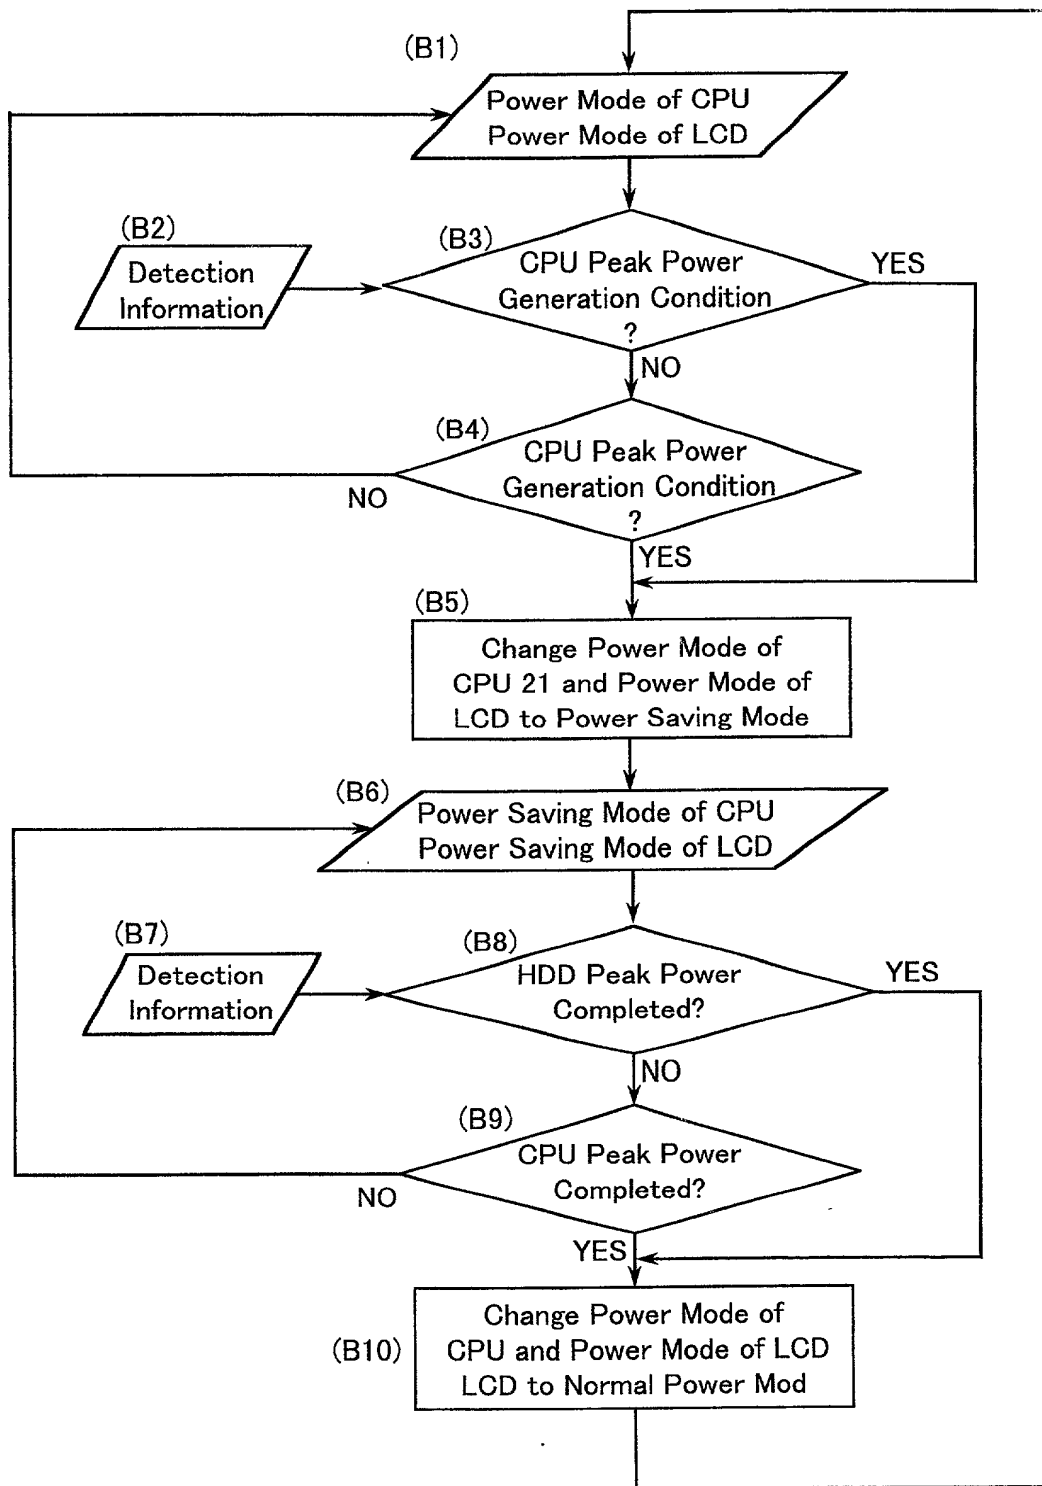 (B1)
Power Mode of CPU
Power Mode of LCD
(B2)
Detection
Information
(B3)
CPU Peak Power
Generation Condition
?
YES
NO
(B4)
CPU Peak Power
Generation Condition
?
NO
YES
(B5)
Change Power Mode of
CPU 21 and Power Mode of
LCD to Power Saving Mode
(B6)
Power Saving Mode of CPU
Power Saving Mode of LCD
(B7)
Detection
Information
(B8)
HDD Peak Power
Completed?
YES
NO
(B9)
CPU Peak Power
Completed?
NO
YES
(B10)
Change Power Mode of
CPU and Power Mode of LCD
LCD to Normal Power Mod